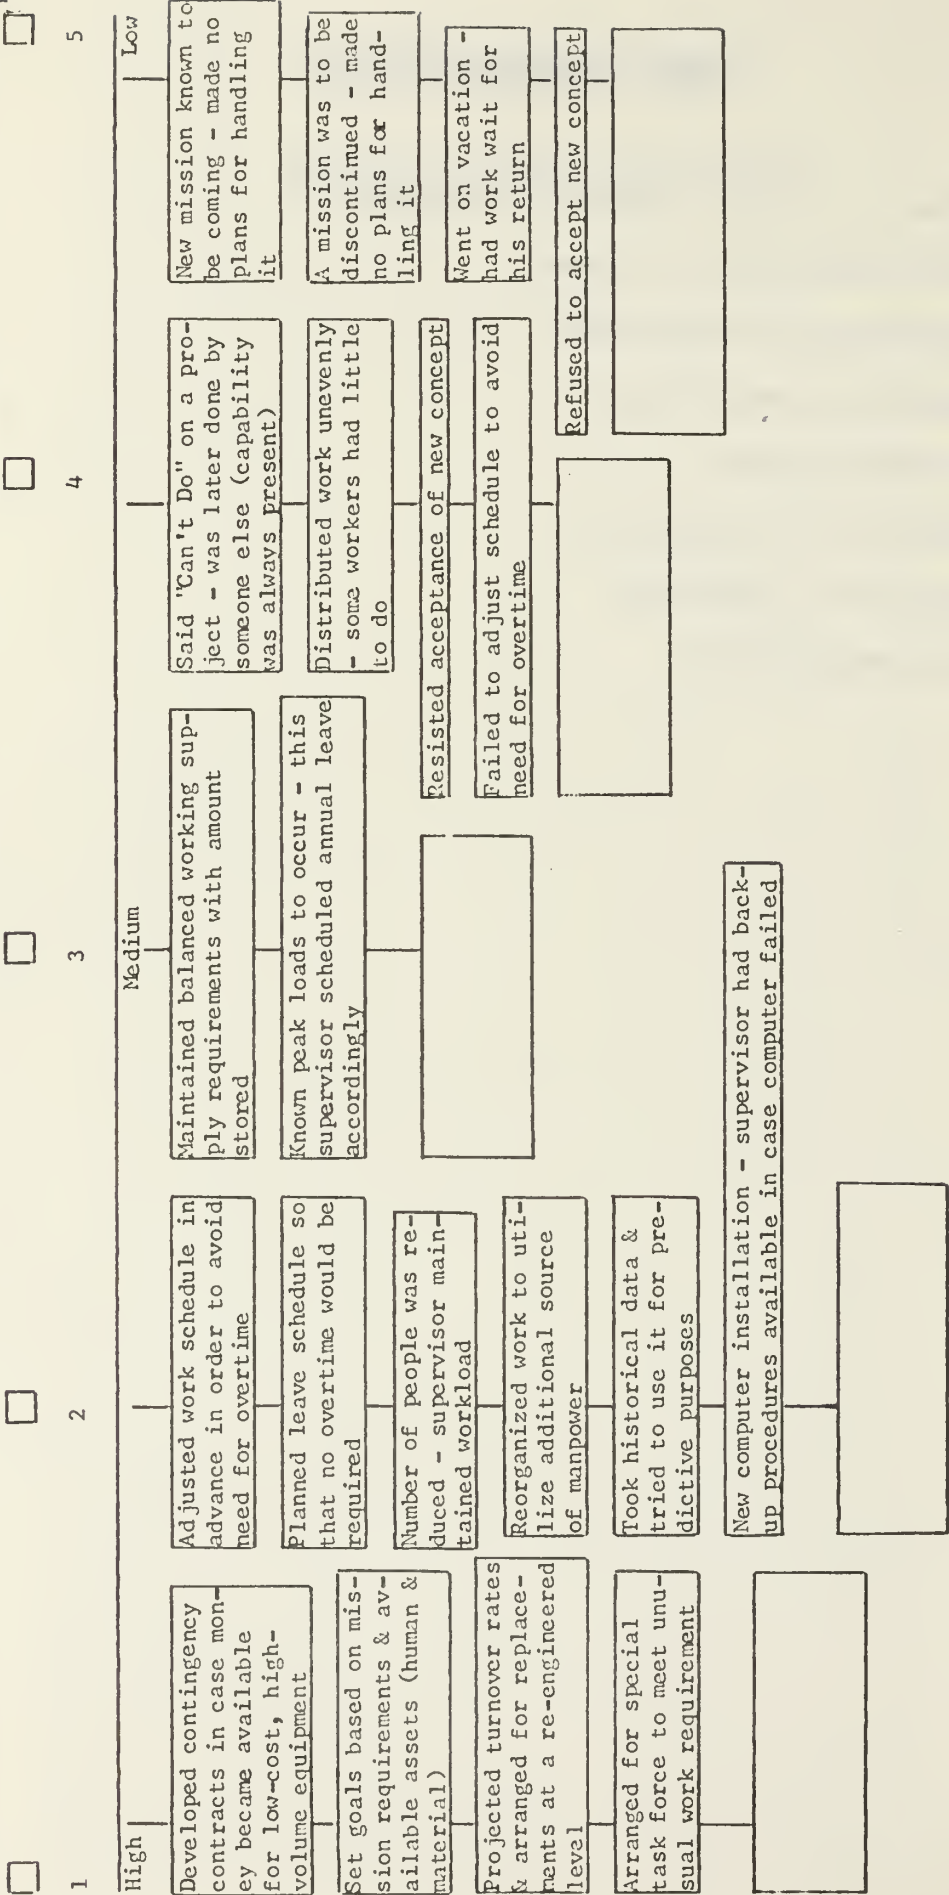 1
2
3
4
5
High
Medium
Low
Developed contingency
contracts in case mon-
ey became available
for low-cost, high-
volume equipment
Set goals based on mis-
sion requirements & av-
ailable assets (human &
material)
Projected turnover rates
& arranged for replace-
ments at a re-engineered
level
Arranged for special
task force to meet unu-
sual work requirement
Adjusted work schedule in
advance in order to avoid
need for overtime
Planned leave schedule so
that no overtime would be
required
Number of people was re-
duced - supervisor main-
tained workload
Reorganized work to uti-
lize additional source
of manpower
Took historical data &
tried to use it for pre-
dictive purposes
New computer installation - supervisor had back-
up procedures available in case computer failed
Maintained balanced working sup-
ply requirements with amount
stored
Known peak loads to occur - this
supervisor scheduled annual leave
accordingly
Said "Can't Do" on a pro-
ject - was later done by
someone else (capability
was always present)
Distributed work unevenly
- some workers had little
to do
Resisted acceptance of new concept
Failed to adjust schedule to avoid
need for overtime
New mission known to
be coming - made no
plans for handling
it
A mission was to be
discontinued - made
no plans for hand-
ling it
Went on vacation -
had work wait for
his return
Refused to accept new concept